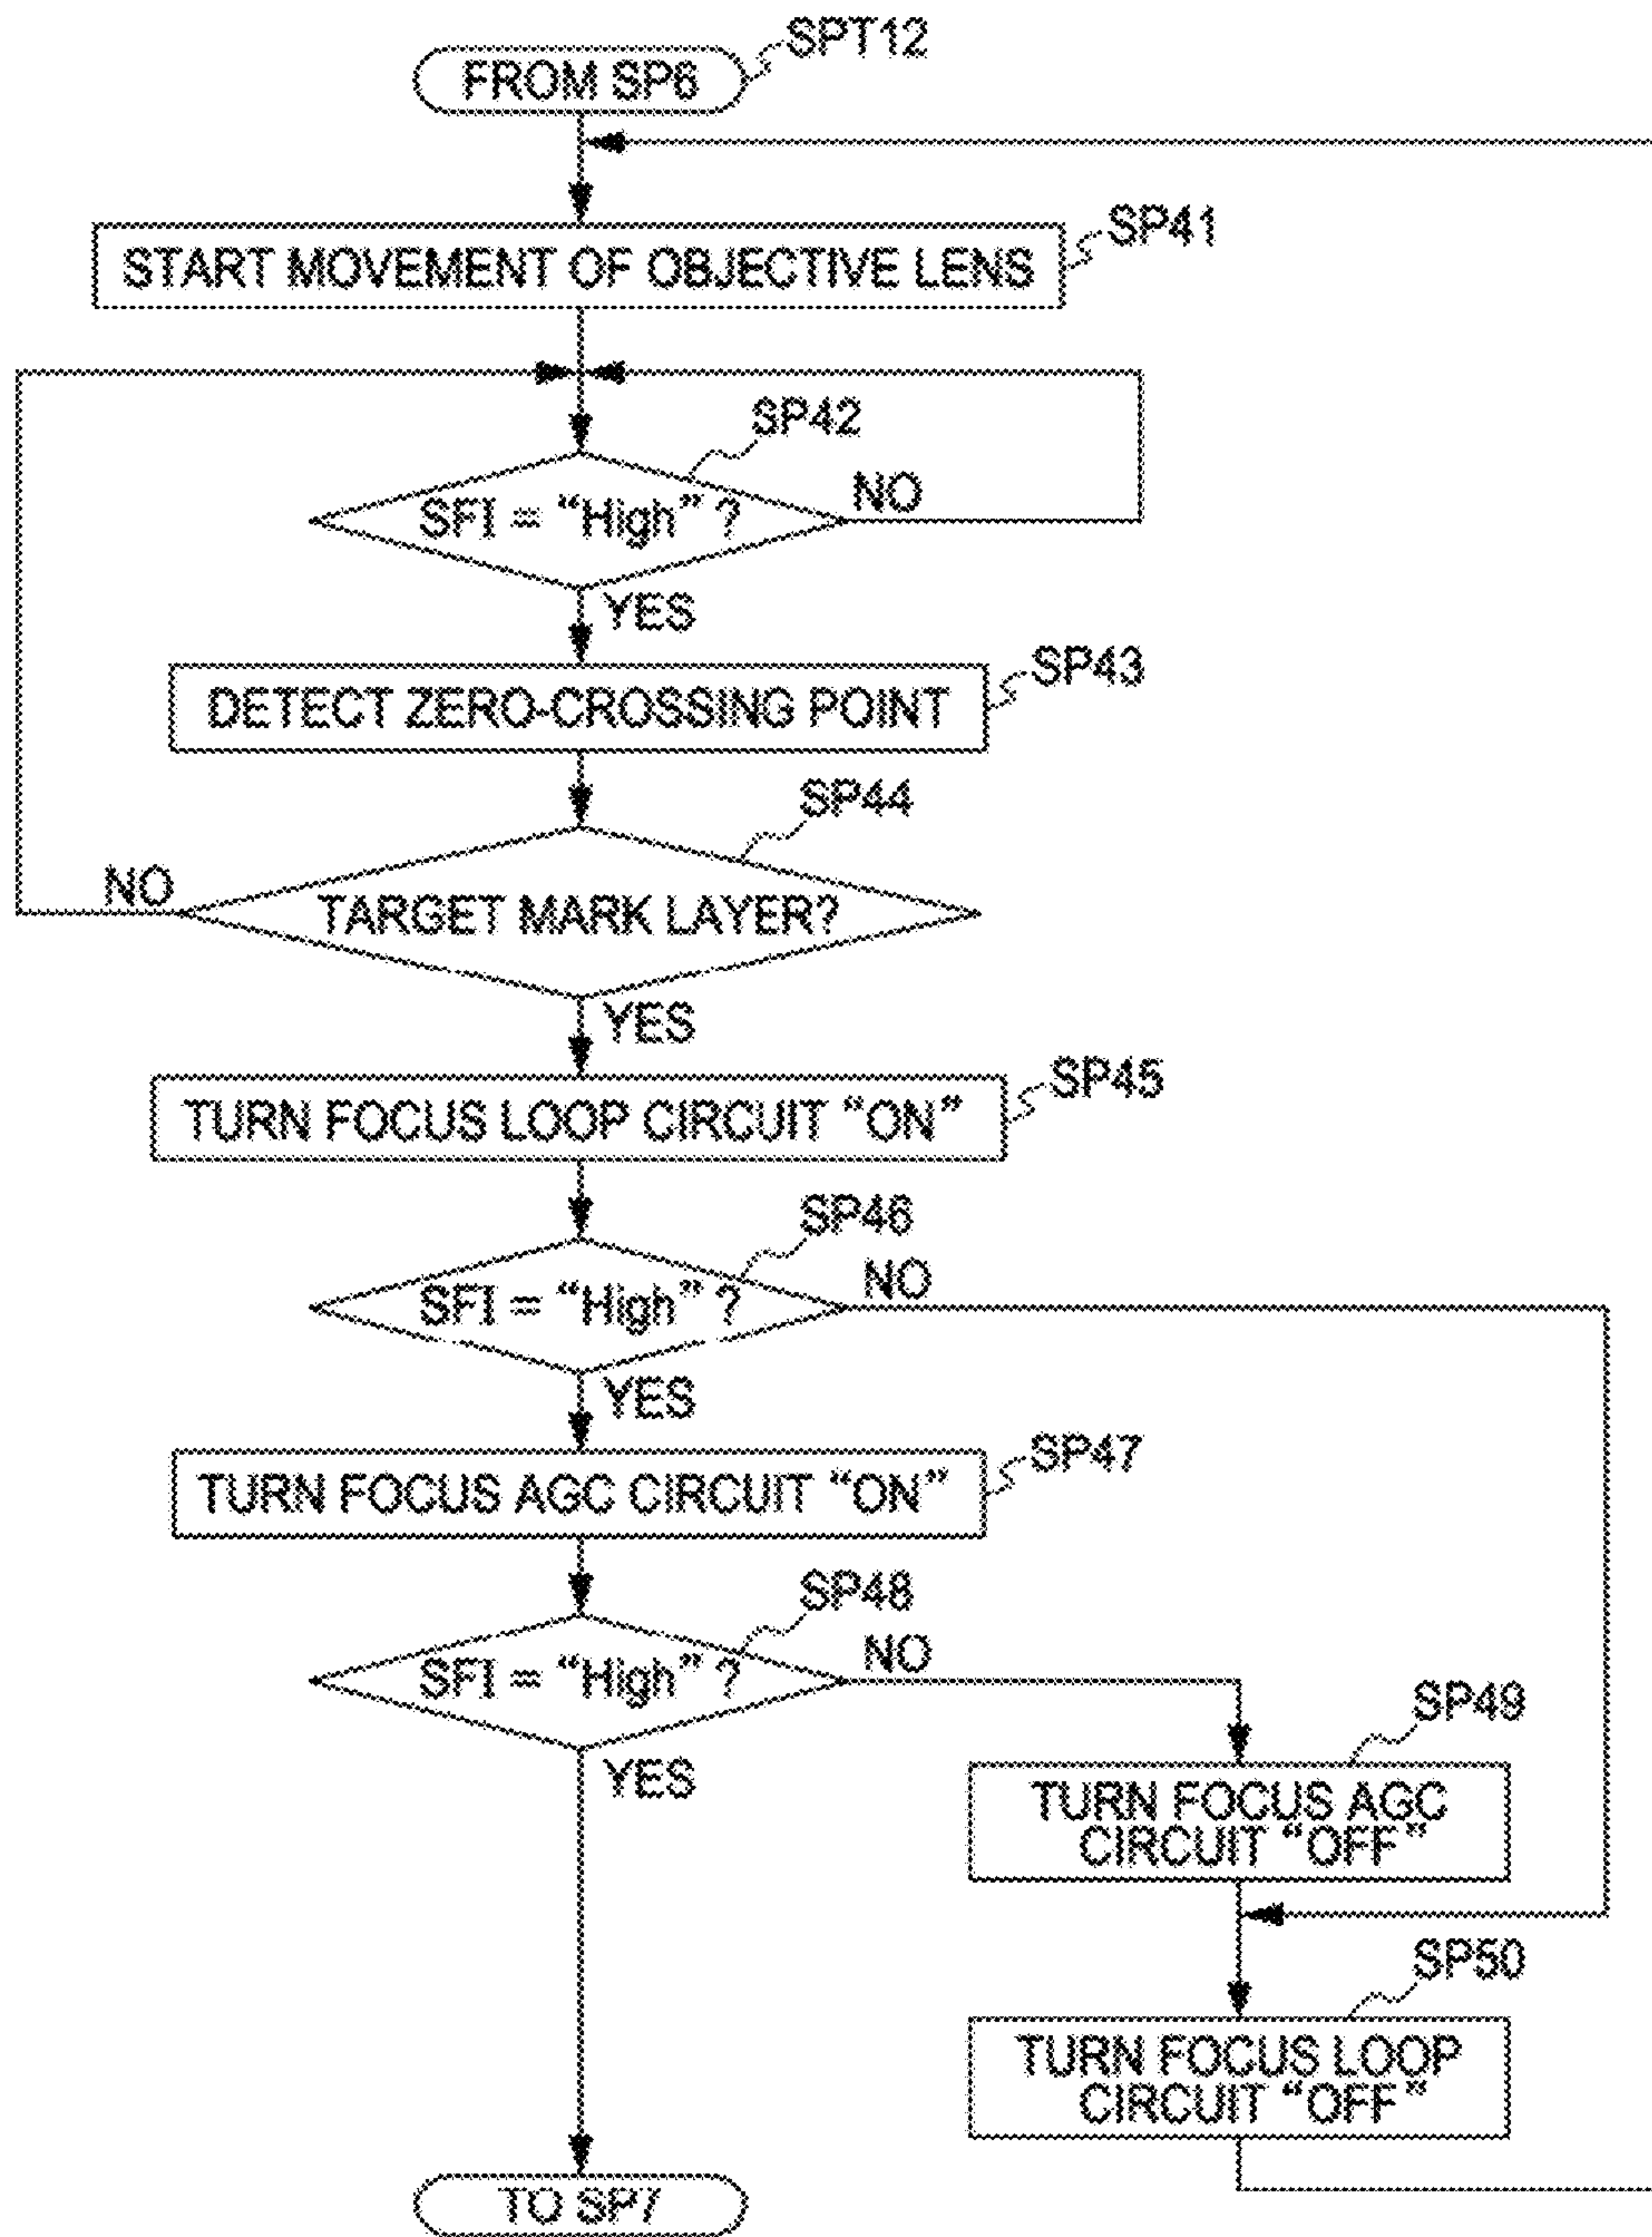 SPT12
FROM SP6
SP41
START MOVEMENT OF OBJECTIVE LENS
SP42
SFI = “High” ?
NO
YES
SP43
DETECT ZERO-CROSSING POINT
SP44
NO
TARGET MARK LAYER?
YES
SP45
TURN FOCUS LOOP CIRCUIT “ON”
SP46
SFI = “High” ?
NO
YES
SP47
TURN FOCUS AGC CIRCUIT “ON”
SP48
SFI = “High” ?
NO
YES
SP49
TURN FOCUS AGC
CIRCUIT “OFF”
SP50
TURN FOCUS LOOP
CIRCUIT “OFF”
TO SP7